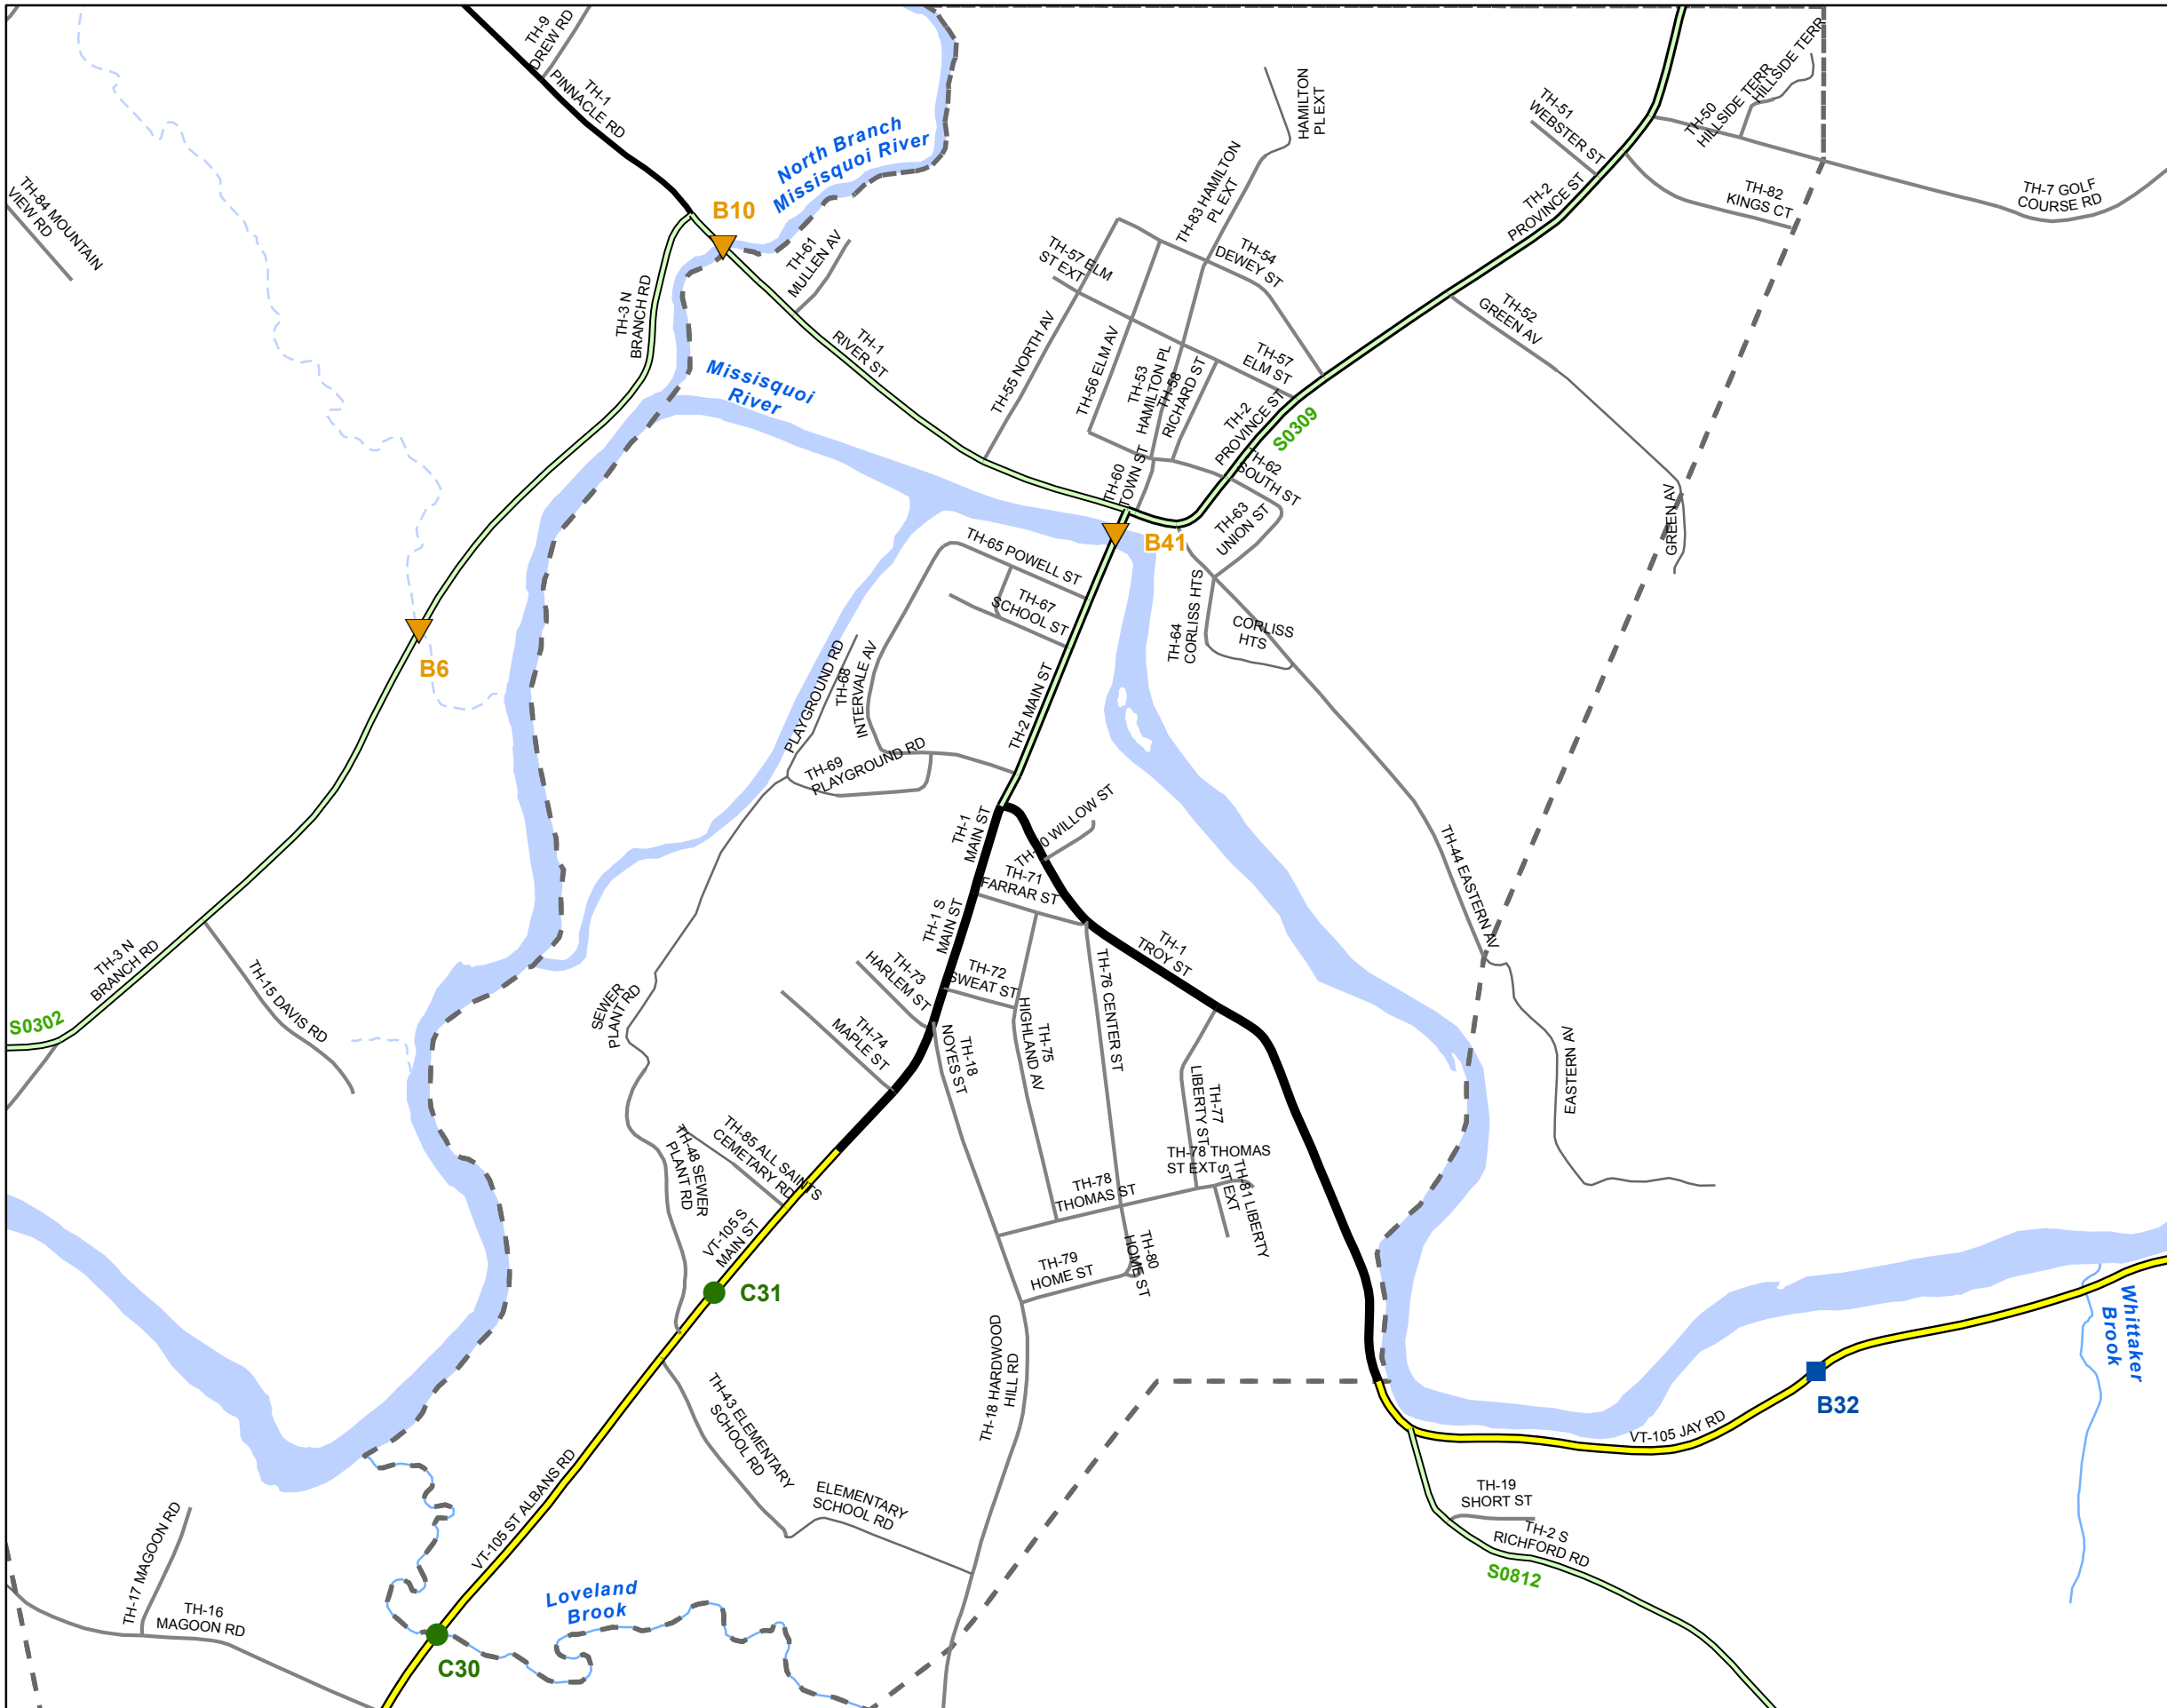 TH-9
DREW RD
TH-1
PINNACLE RD
North Branch
Missisquoi River
HAMILTON
PL EXT
TH-51
WEBSTER ST
TH-50
HILLSIDE TERR
HILLSIDE TERR
TH-84 MOUNTAIN
VIEW RD
B10
TH-81
MULLEN AV
TH-83 HAMILTON
PL EXT
TH-54
DEWEY ST
TH-57 ELM
ST EXT
TH-2
PROVINCE ST
TH-82
KINGS CT
TH-7 GOLF
COURSE RD
TH-3 N
BRANCH RD
TH-1
RIVER ST
TH-52
GREEN AV
Missisquoi
River
TH-55 NORTH AV
TH-56 ELM AV
TH-53
HAMILTON PL
TH-58
RICHARD ST
TH-57
ELM ST
TH-2
PROVINCE ST
S0309
TH-60
TOWN ST
TH-62
SOUTH ST
TH-63
UNION ST
GREEN AV
B41
TH-65 POWELL ST
TH-67
SCHOOL ST
TH-64
CORLISS HTS
CORLISS
HTS
B6
PLAYGROUND RD
TH-68
INTERVALE AV
TH-2 MAIN ST
TH-69
PLAYGROUND RD
TH-1
MAIN ST
WILLOW ST
TH-71
FARRAR ST
TH-44 EASTERN AV
TH-1 S
MAIN ST
TH-1
TROY ST
TH-3 N
BRANCH RD
S0302
TH-15 DAVIS RD
SEWER
PLANT RD
TH-73
HARLEM ST
TH-72
SWEAT ST
TH-76 CENTER ST
TH-74
MAPLE ST
TH-18
NOYES ST
TH-75
HIGHLAND AV
EASTERN AV
TH-77
LIBERTY ST
TH-85 ALL SAINTS
CEMETARY RD
TH-48 SEWER
PLANT RD
TH-78 THOMAS
ST EXT
TH-78
THOMAS ST
TH-81 LIBERTY
ST EXT
VT-105 S
MAIN ST
TH-79
HOME ST
TH-80
HOME ST
C31
Whittaker
Brook
TH-18 HARDWOOD
HILL RD
B32
VT-105 JAY RD
TH-43 ELEMENTARY
SCHOOL RD
ELEMENTARY
SCHOOL RD
VT-105 ST ALBANS RD
TH-19
SHORT ST
TH-2 S
RICHFORD RD
S0812
TH-17 MAGOON RD
TH-16
MAGOON RD
Loveland
Brook
C30